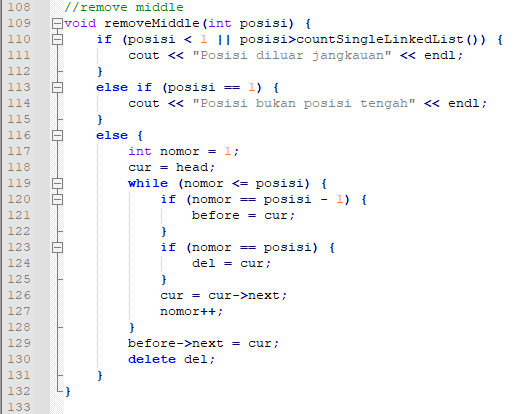 108 //remove middle
109 void removeMiddle(int posisi) {
110     if (posisi < 1 || posisi>countSingleLinkedList()) {
111         cout << "Posisi diluar jangkauan" << endl;
112     }
113     else if (posisi == 1) {
114         cout << "Posisi bukan posisi tengah" << endl;
115     }
116     else {
117         int nomor = 1;
118         cur = head;
119         while (nomor <= posisi) {
120             if (nomor == posisi - 1) {
121                 before = cur;
122             }
123             if (nomor == posisi) {
124                 del = cur;
125             }
126             cur = cur->next;
127             nomor++;
128         }
129         before->next = cur;
130         delete del;
131     }
132 }
133